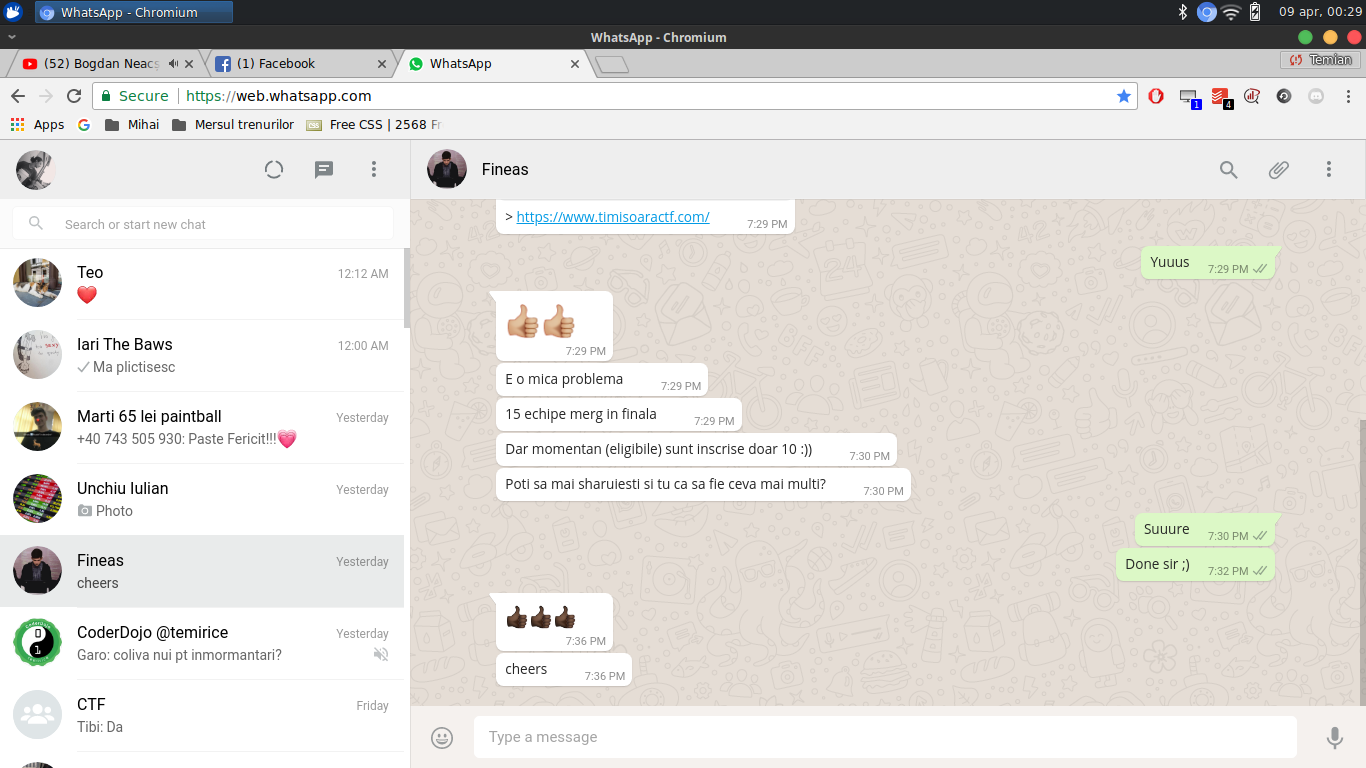 WhatsApp - Chromium
09 apr, 00:29
WhatsApp - Chromium
(52) Bogdan Neacs
(1) Facebook
WhatsApp
Temian
Secure
https://web.whatsapp.com
1
4
Apps
Mihai
Mersul trenurilor
Free CSS | 2568 Fr
Search or start new chat
Teo
12:12 AM
❤️
Iari The Baws
12:00 AM
Ma plictisesc
Marti 65 lei paintball
Yesterday
+40 743 505 930: Paste Fericit!!!💗
Unchiu Iulian
Yesterday
Photo
Fineas
Yesterday
cheers
CoderDojo @temirice
Yesterday
Garo: coliva nui pt inmormantari?
CTF
Friday
Tibi: Da
Fineas
> https://www.timisoaractf.com/
7:29 PM
Yuuus
7:29 PM
👍🏼👍🏼
7:29 PM
E o mica problema
7:29 PM
15 echipe merg in finala
7:29 PM
Dar momentan (eligibile) sunt inscrise doar 10 :))
7:30 PM
Poti sa mai sharuiesti si tu ca sa fie ceva mai multi?
7:30 PM
Suuure
7:30 PM
Done sir ;)
7:32 PM
👍🏿👍🏿👍🏿
7:36 PM
cheers
7:36 PM
Type a message